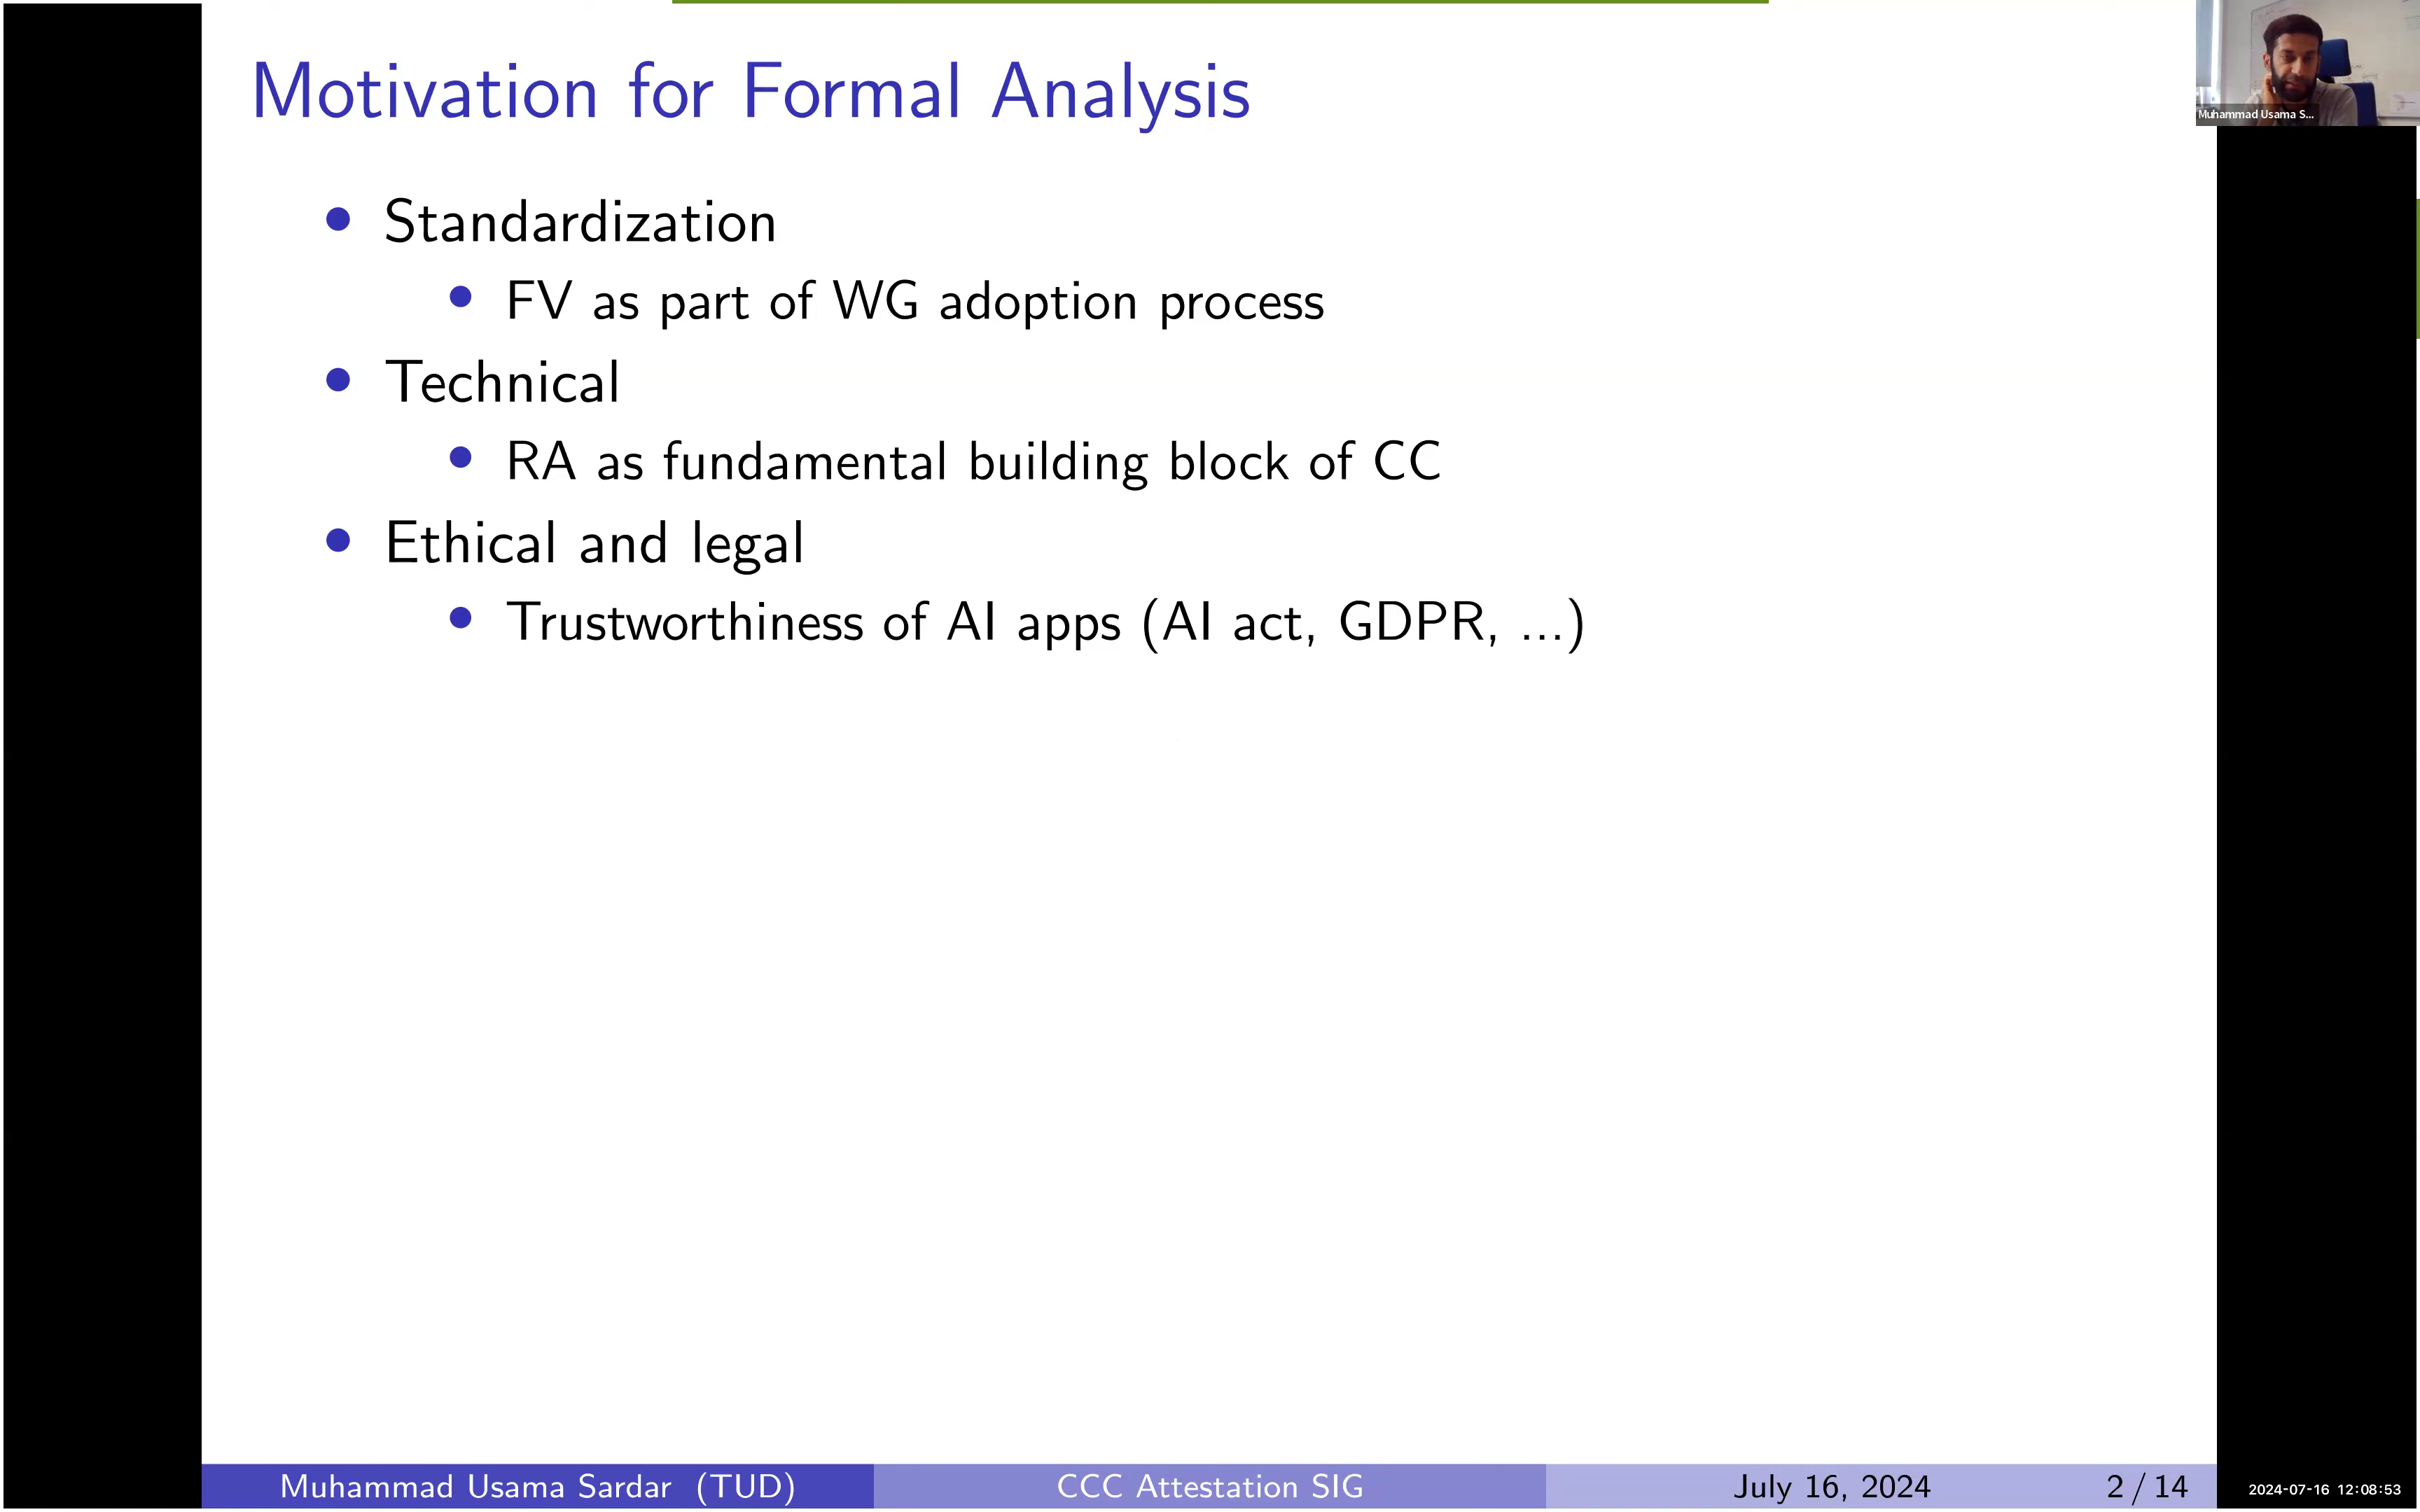 Motivation for Formal Analysis
Muhammad Usama S...
Standardization
FV as part of WG adoption process
Technical
RA as fundamental building block of CC
Ethical and legal
Trustworthiness of AI apps (AI act, GDPR, ...)
Muhammad Usama Sardar (TUD)
CCC Attestation SIG
July 16, 2024
2 / 14
2024-07-16 12:08:53